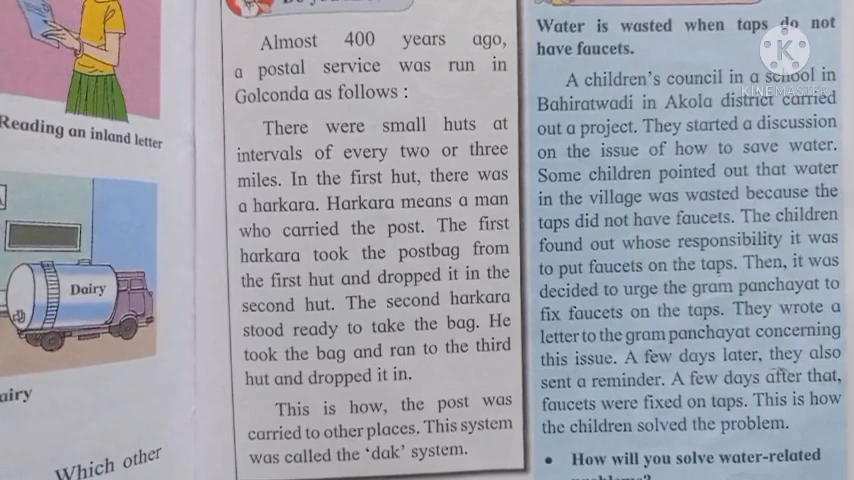 Reading an inland letter
Dairy
airy
Which other
Almost 400 years ago,
a postal service was run in
Golconda as follows :
There were small huts at
intervals of every two or three
miles. In the first hut, there was
a harkara. Harkara means a man
who carried the post. The first
harkara took the postbag from
the first hut and dropped it in the
second hut. The second harkara
stood ready to take the bag. He
took the bag and ran to the third
hut and dropped it in.
This is how, the post was
carried to other places. This system
was called the ‘dak’ system.
Water is wasted when taps do not
have faucets.
A children’s council in a school in
Bahiratwadi in Akola district carried
out a project. They started a discussion
on the issue of how to save water.
Some children pointed out that water
in the village was wasted because the
taps did not have faucets. The children
found out whose responsibility it was
to put faucets on the taps. Then, it was
decided to urge the gram panchayat to
fix faucets on the taps. They wrote a
letter to the gram panchayat concerning
this issue. A few days later, they also
sent a reminder. A few days after that,
faucets were fixed on taps. This is how
the children solved the problem.
• How will you solve water-related
K
KINEMASTER